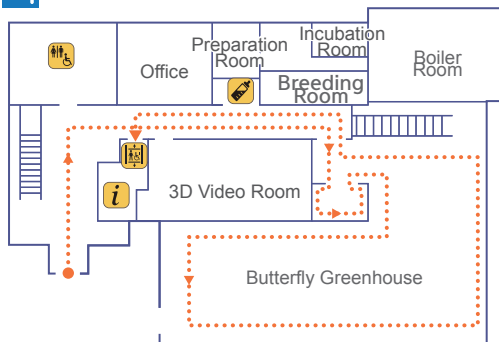 Preparation
Room
Incubation
Room
Office
Boiler
Room
Breeding
Room
i
3D Video Room
Butterfly Greenhouse